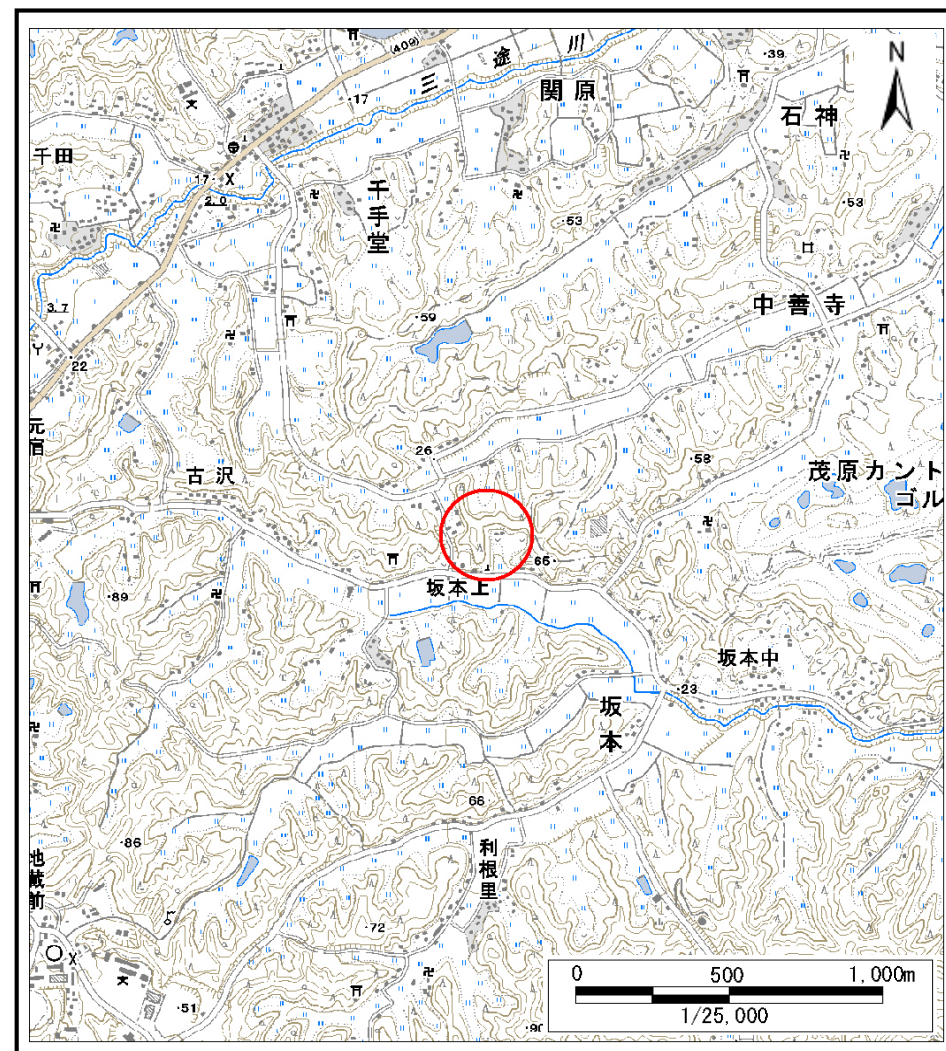 (409)
三途川
関原
・39
石神
N
・17
千田
17
2.0
千手堂
・53
・53
3.7
・59
中善寺
22
元宿
古沢
26
・58
茂原カント
ゴル
65・
坂本上
・89
坂本中
・23
坂本
・86
68
利根里
地蔵前
・72
・51
・90
0 500 1,000m
1/25,000